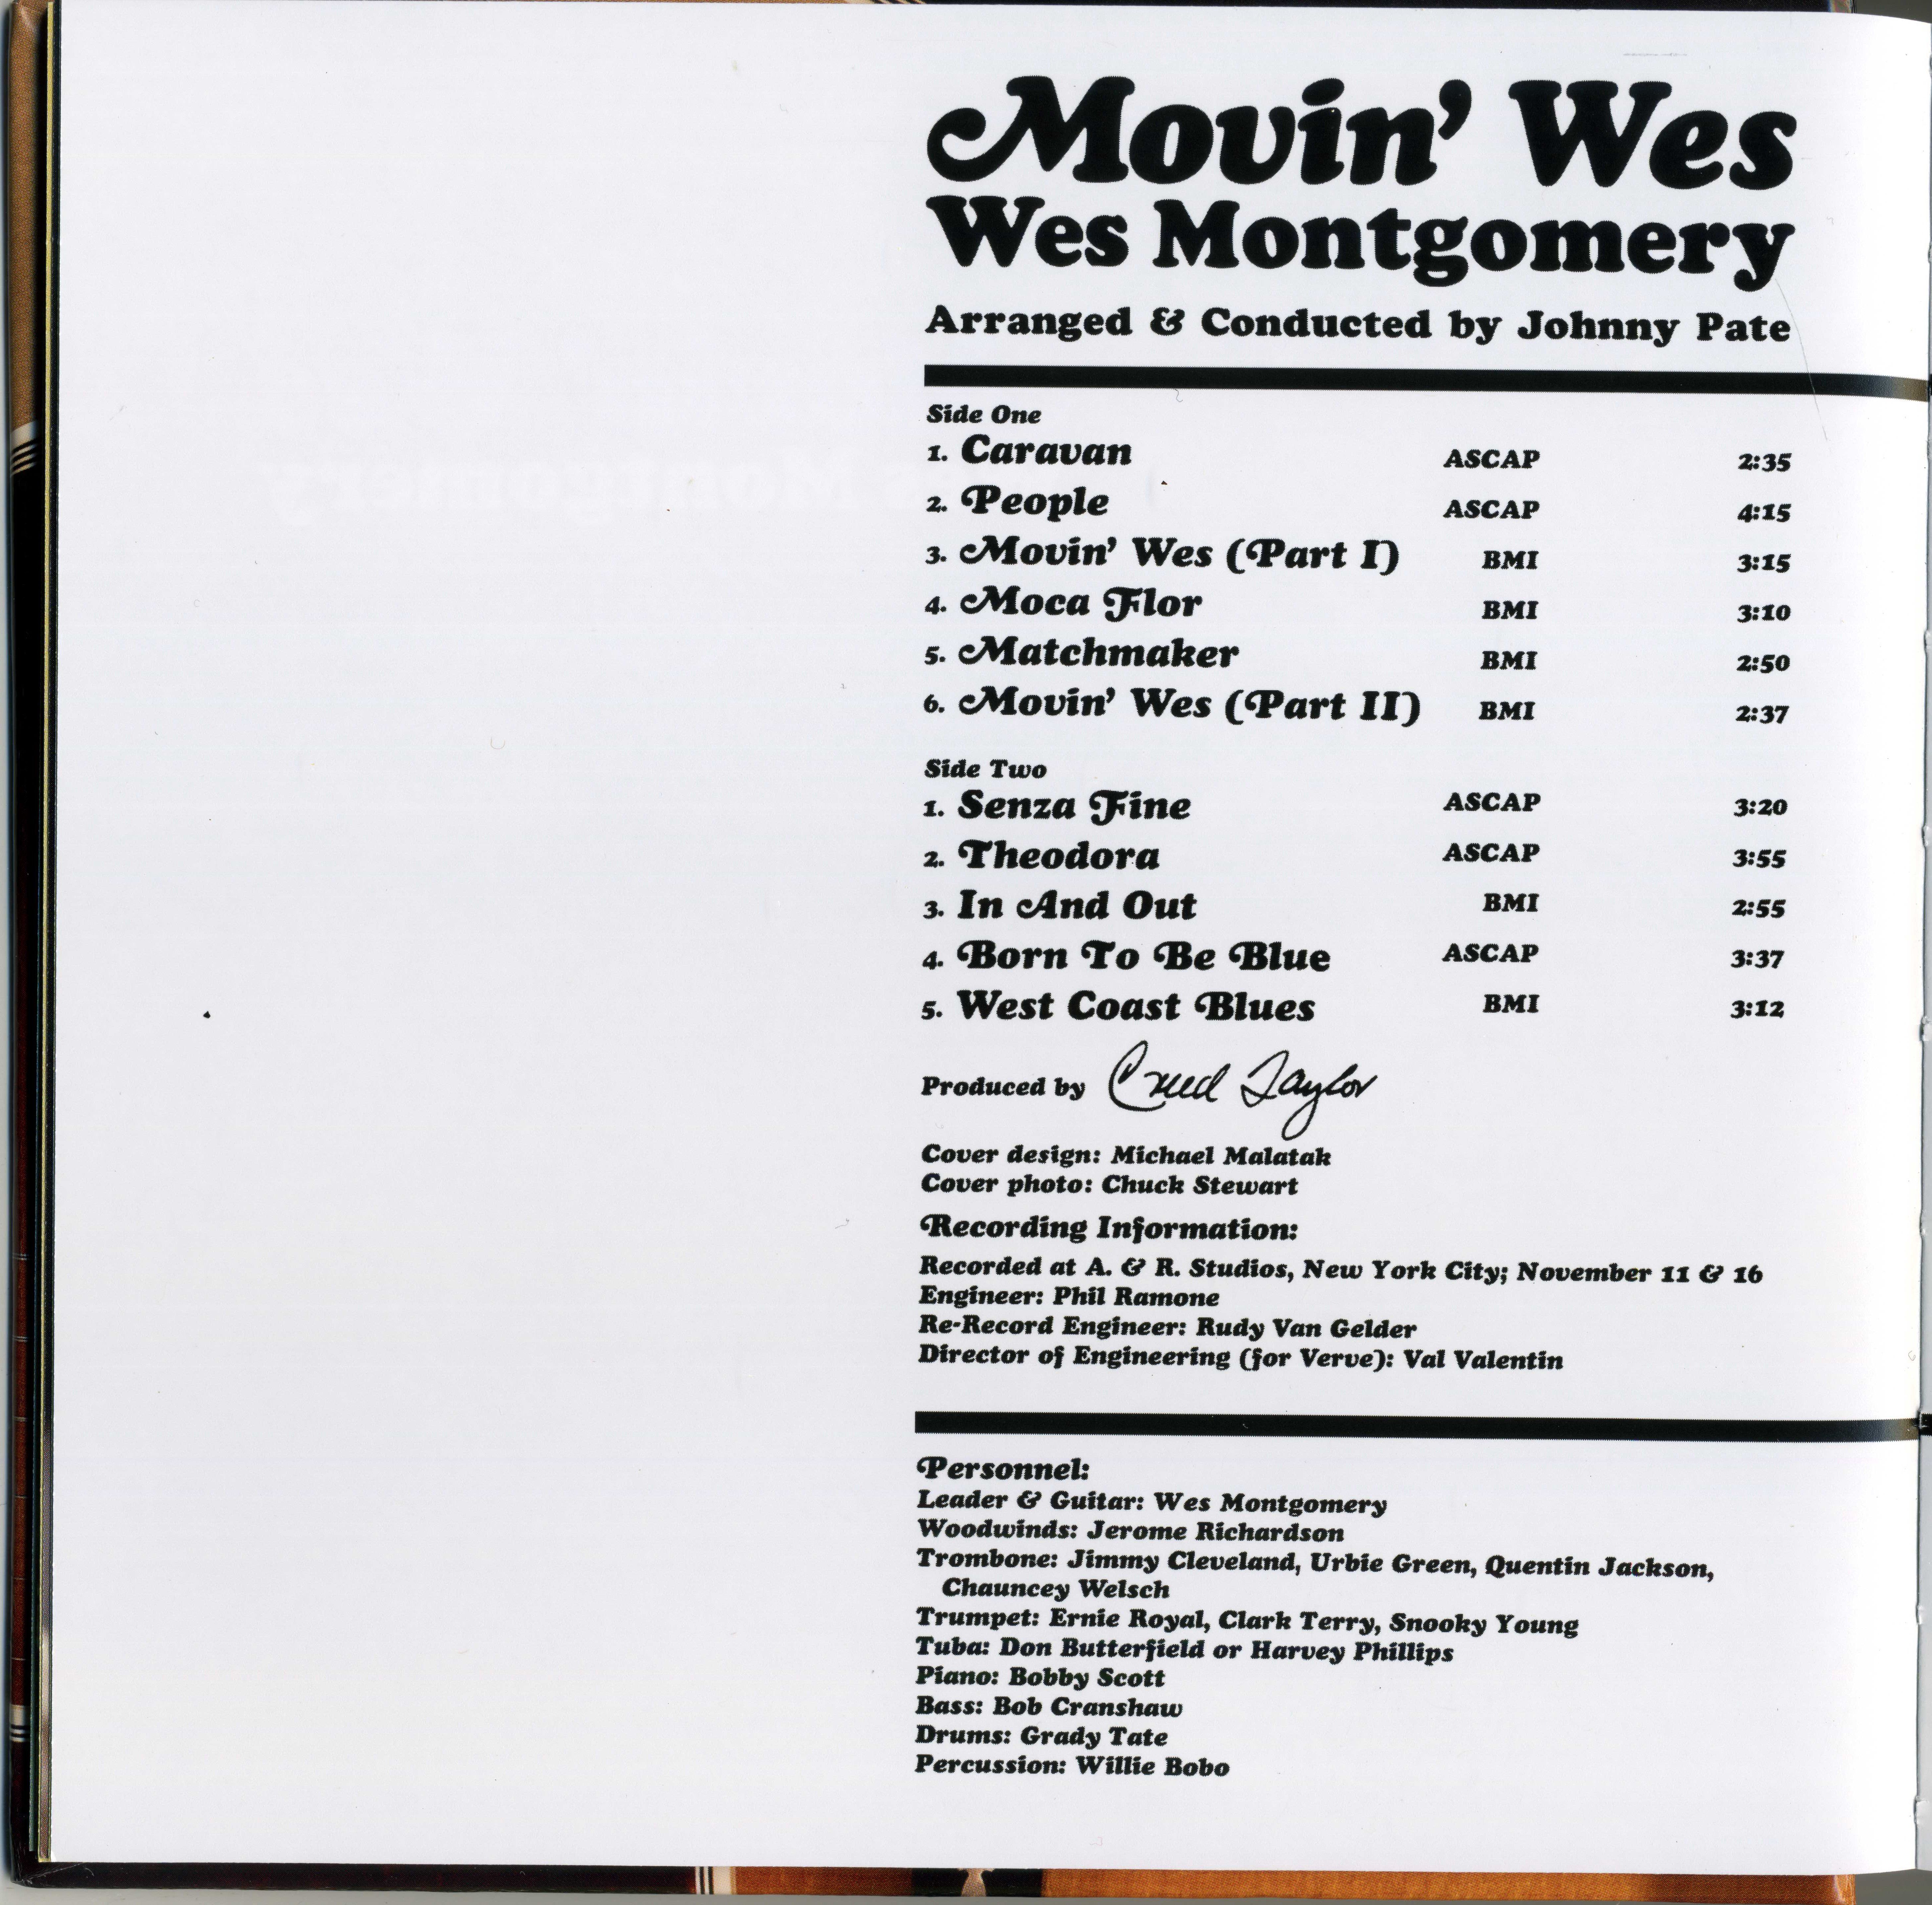 Movin' Wes
Wes Montgomery
Arranged & Conducted by Johnny Pate
Side One
1. Caravan ASCAP 2:35
2. People ASCAP 4:15
3. Movin' Wes (Part I) BMI 3:15
4. Moca Flor BMI 3:10
5. Matchmaker BMI 2:50
6. Movin' Wes (Part II) BMI 2:37
Side Two
1. Senza Fine ASCAP 3:20
2. Theodora ASCAP 3:55
3. In And Out BMI 2:55
4. Born To Be Blue ASCAP 3:37
5. West Coast Blues BMI 3:12
Produced by Creed Taylor
Cover design: Michael Malatak
Cover photo: Chuck Stewart
Recording Information:
Recorded at A. & R. Studios, New York City; November 11 & 16
Engineer: Phil Ramone
Re-Record Engineer: Rudy Van Gelder
Director of Engineering (for Verve): Val Valentin
Personnel:
Leader & Guitar: Wes Montgomery
Woodwinds: Jerome Richardson
Trombone: Jimmy Cleveland, Urbie Green, Quentin Jackson,
Chauncey Welsch
Trumpet: Ernie Royal, Clark Terry, Snooky Young
Tuba: Don Butterfield or Harvey Phillips
Piano: Bobby Scott
Bass: Bob Cranshaw
Drums: Grady Tate
Percussion: Willie Bobo